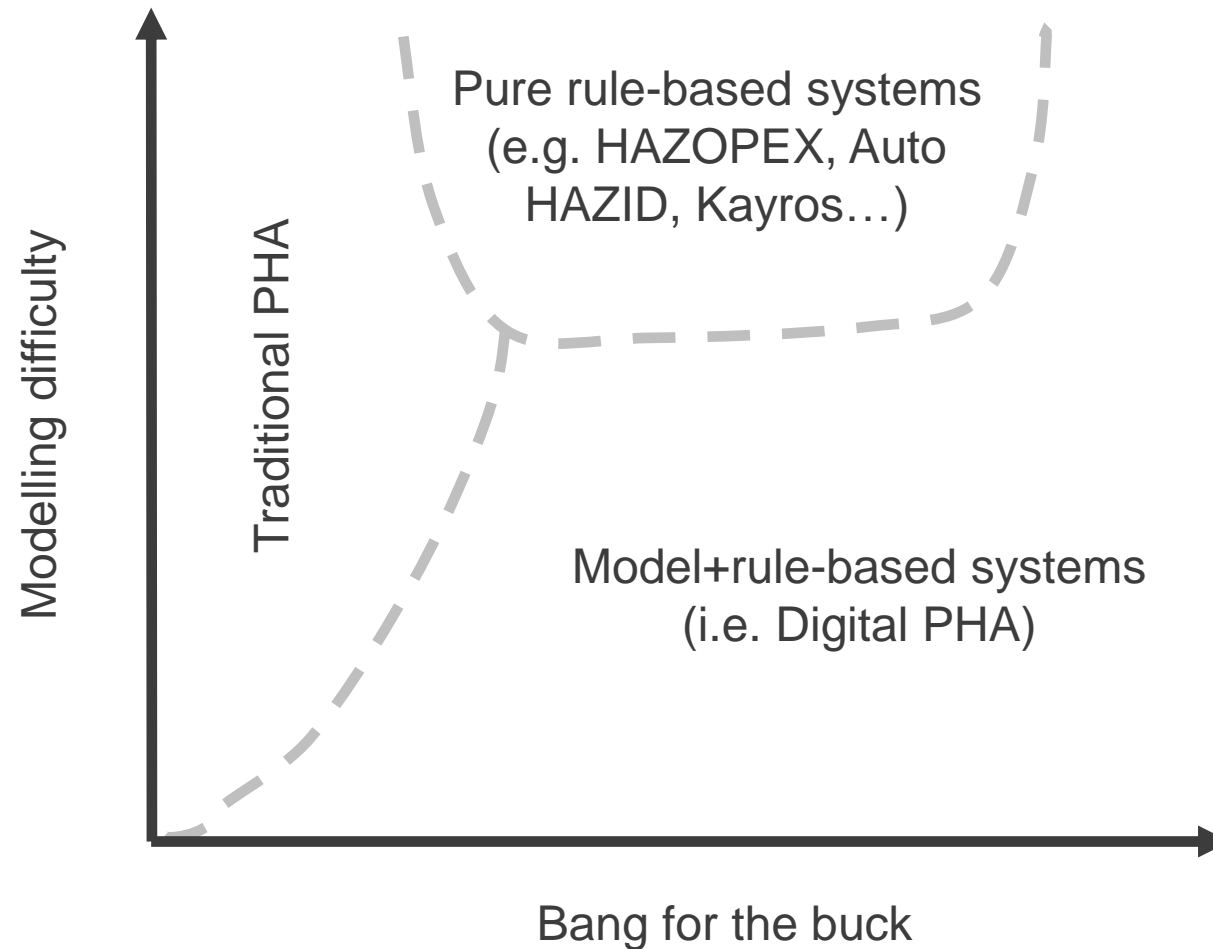 Modelling difficulty
Traditional PHA
Pure rule-based systems
(e.g. HAZOPEX, Auto
HAZID, Kayros…)
Model+rule-based systems
(i.e. Digital PHA)
Bang for the buck